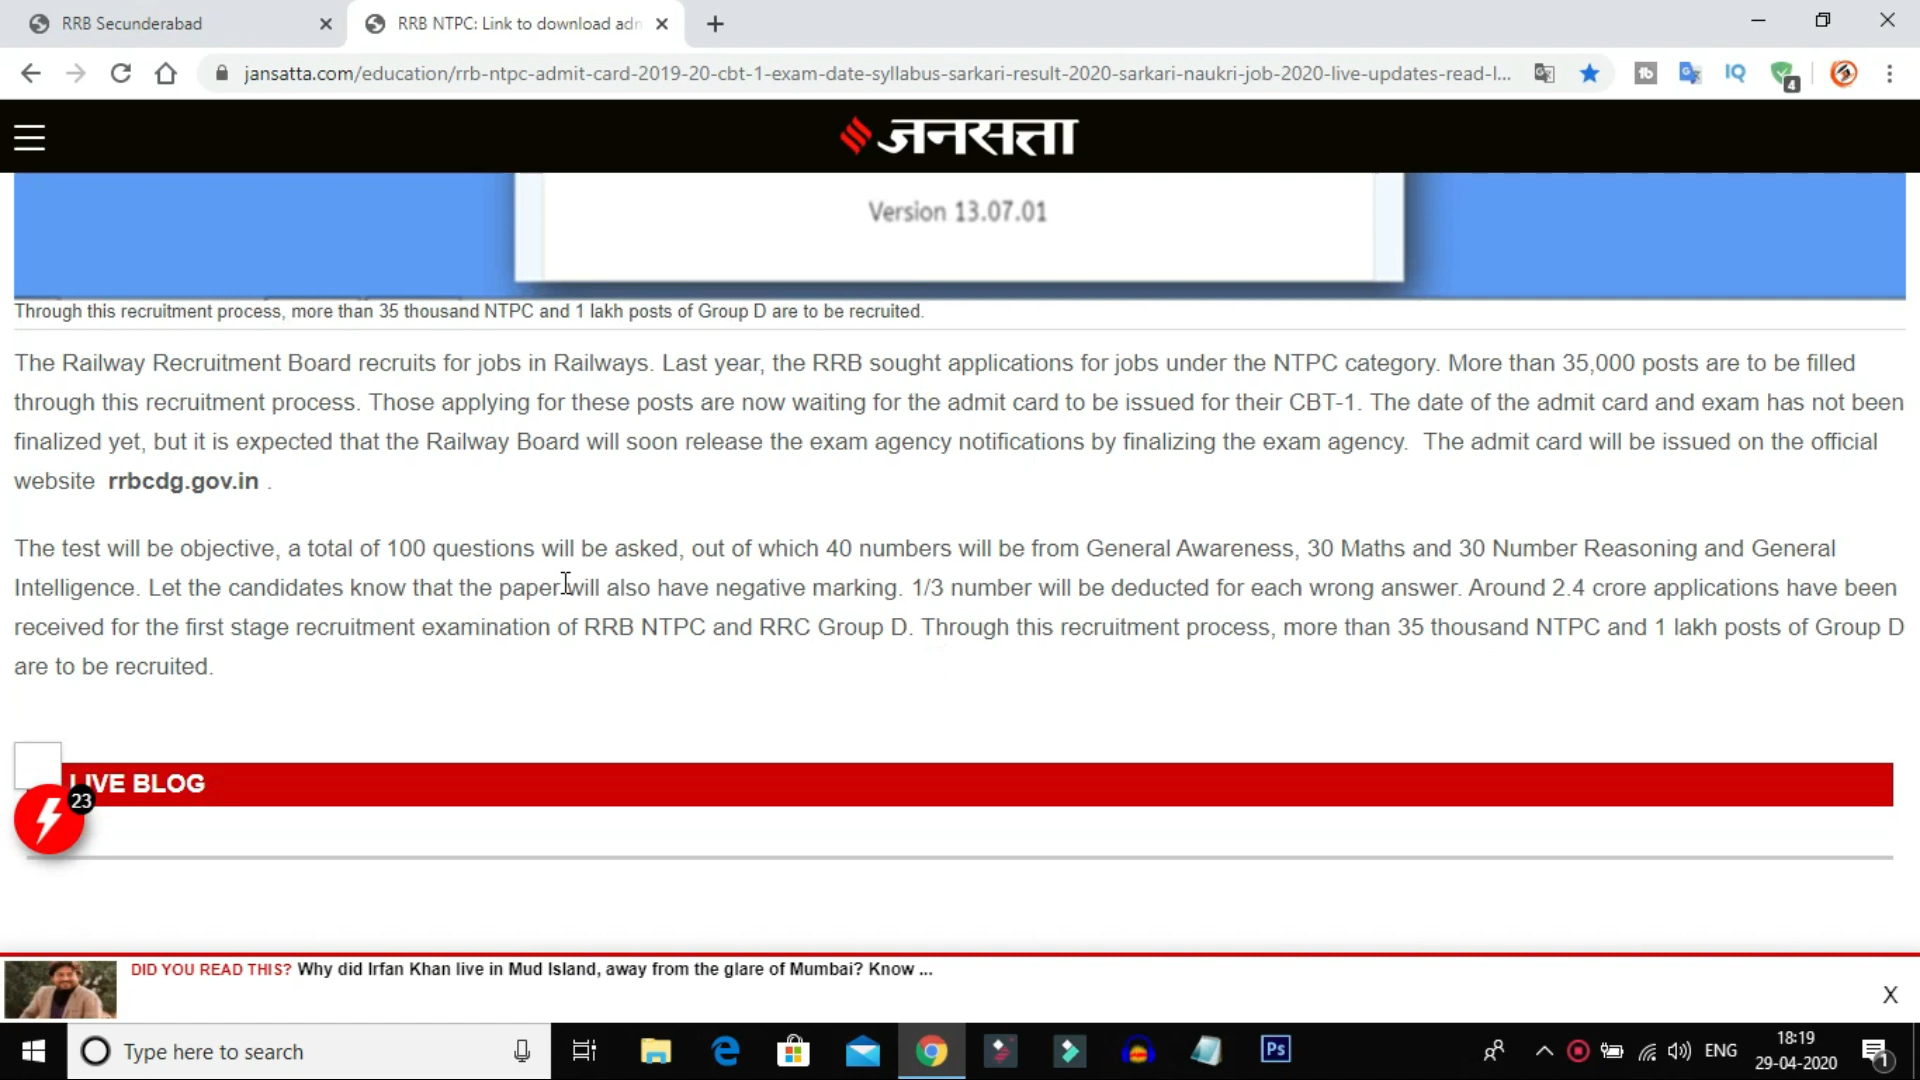 RRB Secunderabad
RRB NTPC: Link to download adn
jansatta.com/education/rrb-ntpc-admit-card-2019-20-cbt-1-exam-date-syllabus-sarkari-result-2020-sarkari-naukri-job-2020-live-updates-read-l...
IQ
4
जनसत्ता
Version 13.07.01
Through this recruitment process, more than 35 thousand NTPC and 1 lakh posts of Group D are to be recruited.
The Railway Recruitment Board recruits for jobs in Railways. Last year, the RRB sought applications for jobs under the NTPC category. More than 35,000 posts are to be filled
through this recruitment process. Those applying for these posts are now waiting for the admit card to be issued for their CBT-1. The date of the admit card and exam has not been
finalized yet, but it is expected that the Railway Board will soon release the exam agency notifications by finalizing the exam agency. The admit card will be issued on the official
website rrbcdg.gov.in .
The test will be objective, a total of 100 questions will be asked, out of which 40 numbers will be from General Awareness, 30 Maths and 30 Number Reasoning and General
Intelligence. Let the candidates know that the paper will also have negative marking. 1/3 number will be deducted for each wrong answer. Around 2.4 crore applications have been
received for the first stage recruitment examination of RRB NTPC and RRC Group D. Through this recruitment process, more than 35 thousand NTPC and 1 lakh posts of Group D
are to be recruited.
LIVE BLOG
23
DID YOU READ THIS? Why did Irfan Khan live in Mud Island, away from the glare of Mumbai? Know ...
X
Type here to search
Ps
ENG
18:19
29-04-2020
1